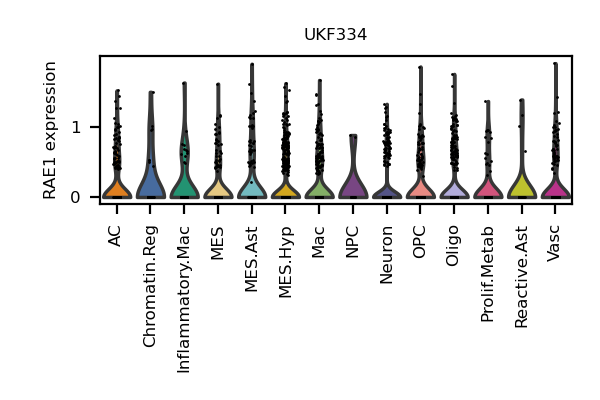 UKF334
RAE1 expression
1
0
AC
Chromatin.Reg
Inflammatory.Mac
MES
MES.Ast
MES.Hyp
Mac
NPC
Neuron
OPC
Oligo
Prolif.Metab
Reactive.Ast
Vasc